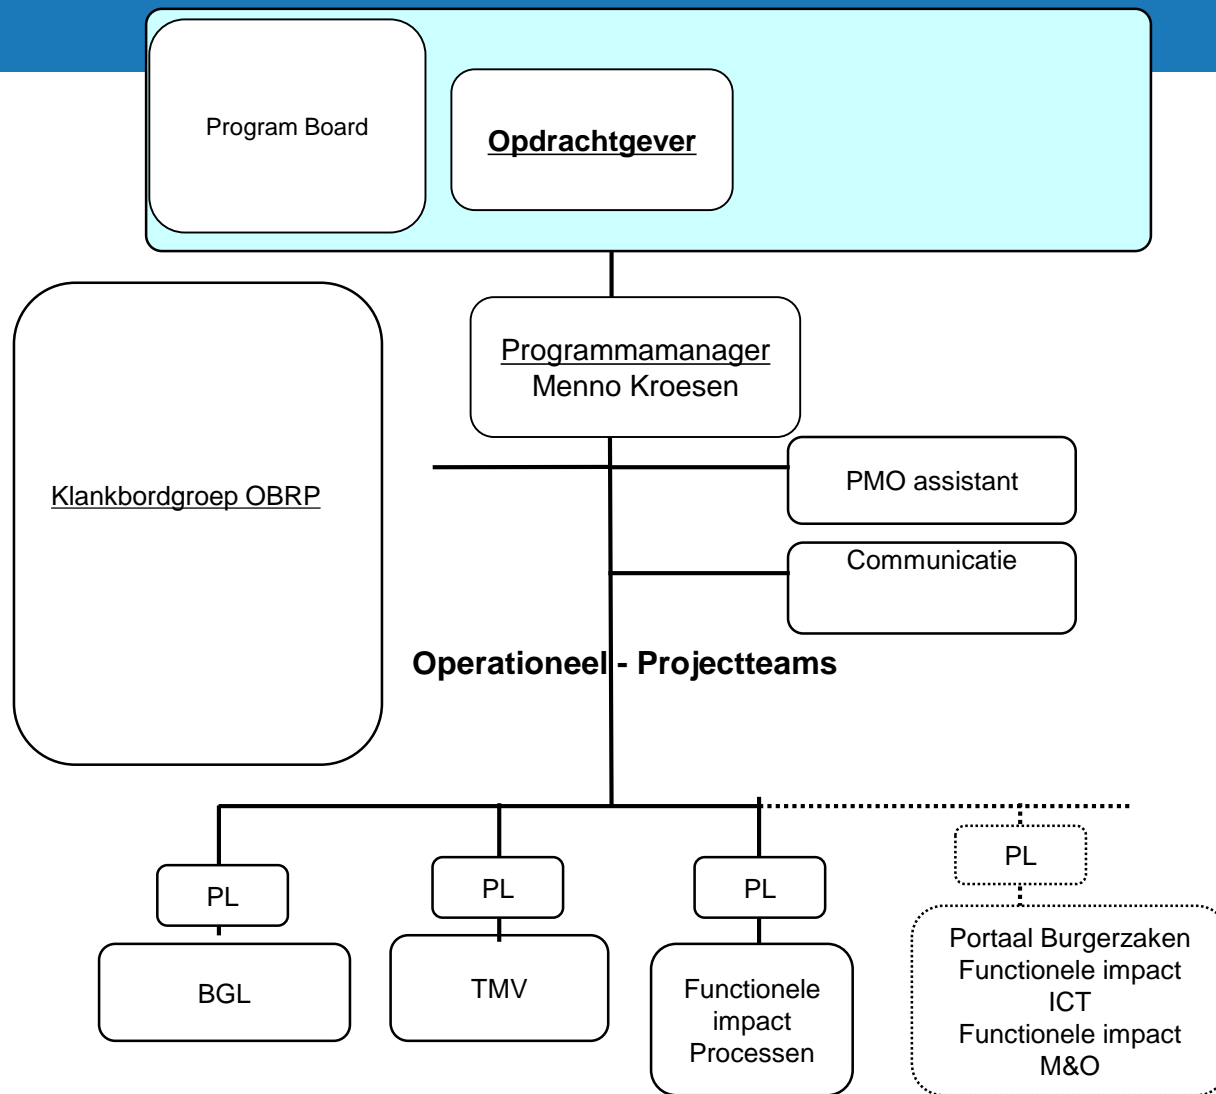 Program Board
Opdrachtgever
Programmamanager
Menno Kroesen
Klankbordgroep OBRP
PMO assistant
Communicatie
Operationeel - Projectteams
PL
PL
PL
PL
BGL
TMV
Functionele
impact
Processen
Portaal Burgerzaken
Functionele impact
ICT
Functionele impact
M&O